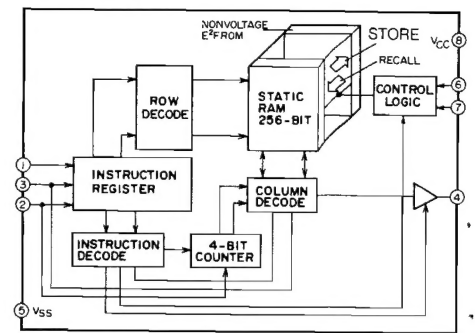 NONVOLTAGE
E²FROM
STORE
VCC
8
RECALL
ROW
DECODE
STATIC
RAM
256-BIT
CONTROL
LOGIC
6
7
1
3
2
INSTRUCTION
REGISTER
COLUMN
DECODE
4
INSTRUCTION
DECODE
4-BIT
COUNTER
5
VSS